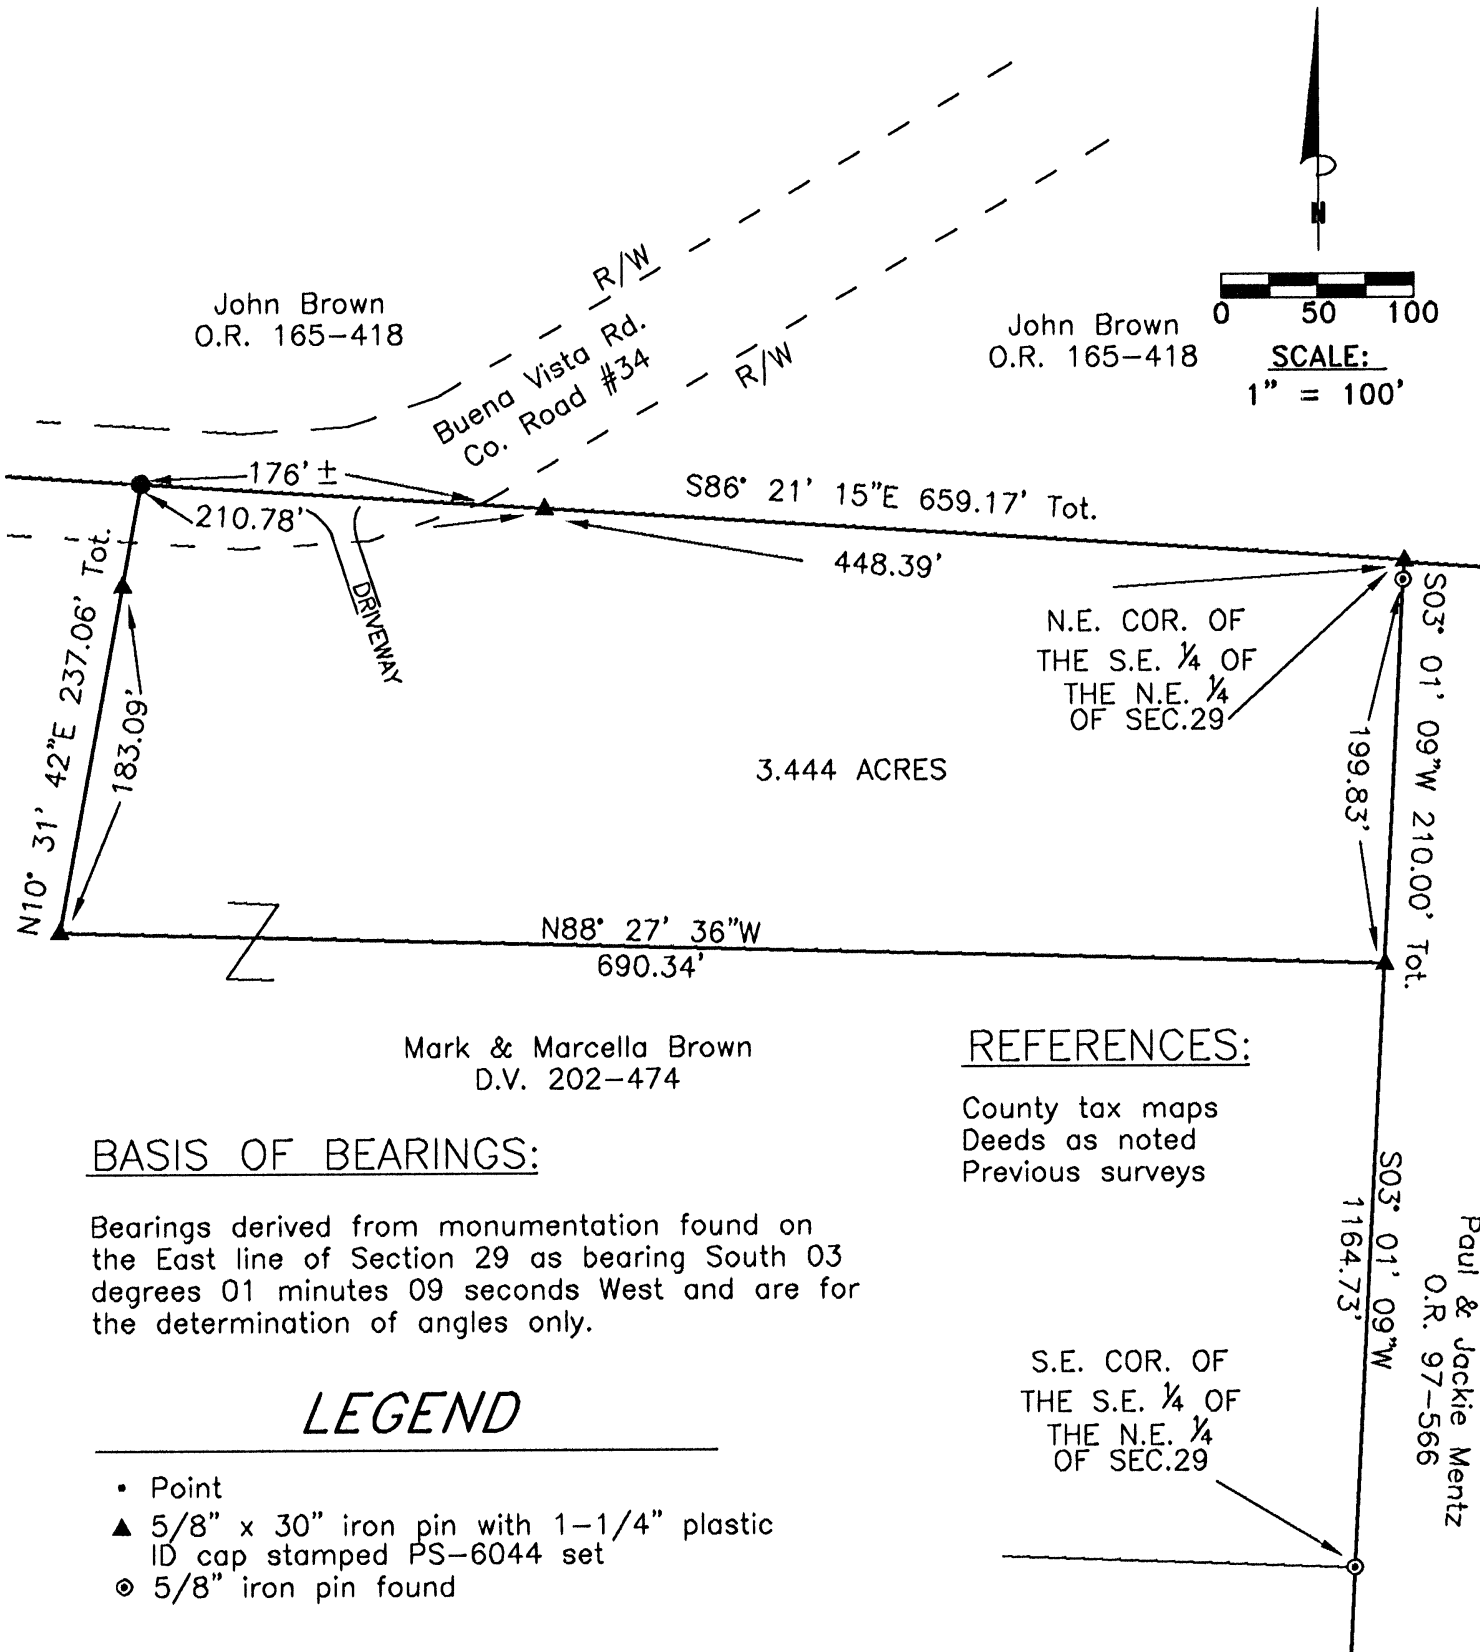 N
0 50 100
SCALE:
1" = 100'
John Brown
O.R. 165-418
R/W
Buena Vista Rd.
Co. Road #34
R/W
John Brown
O.R. 165-418
176' ±
210.78'
S86° 21' 15"E 659.17' Tot.
448.39'
DRIVEWAY
N10° 31' 42"E 237.06' Tot.
183.09'
N.E. COR. OF
THE S.E. ¼ OF
THE N.E. ¼
OF SEC.29
S03° 01' 09"W 210.00' Tot.
199.83'
3.444 ACRES
N88° 27' 36"W
690.34'
Mark & Marcella Brown
D.V. 202-474
REFERENCES:
County tax maps
Deeds as noted
Previous surveys
BASIS OF BEARINGS:
Bearings derived from monumentation found on
the East line of Section 29 as bearing South 03
degrees 01 minutes 09 seconds West and are for
the determination of angles only.
S03° 01' 09"W
1164.73'
Paul & Jackie Mentz
O.R. 97-566
S.E. COR. OF
THE S.E. ¼ OF
THE N.E. ¼
OF SEC.29
LEGEND
• Point
▲ 5/8" x 30" iron pin with 1-1/4" plastic
ID cap stamped PS-6044 set
◎ 5/8" iron pin found